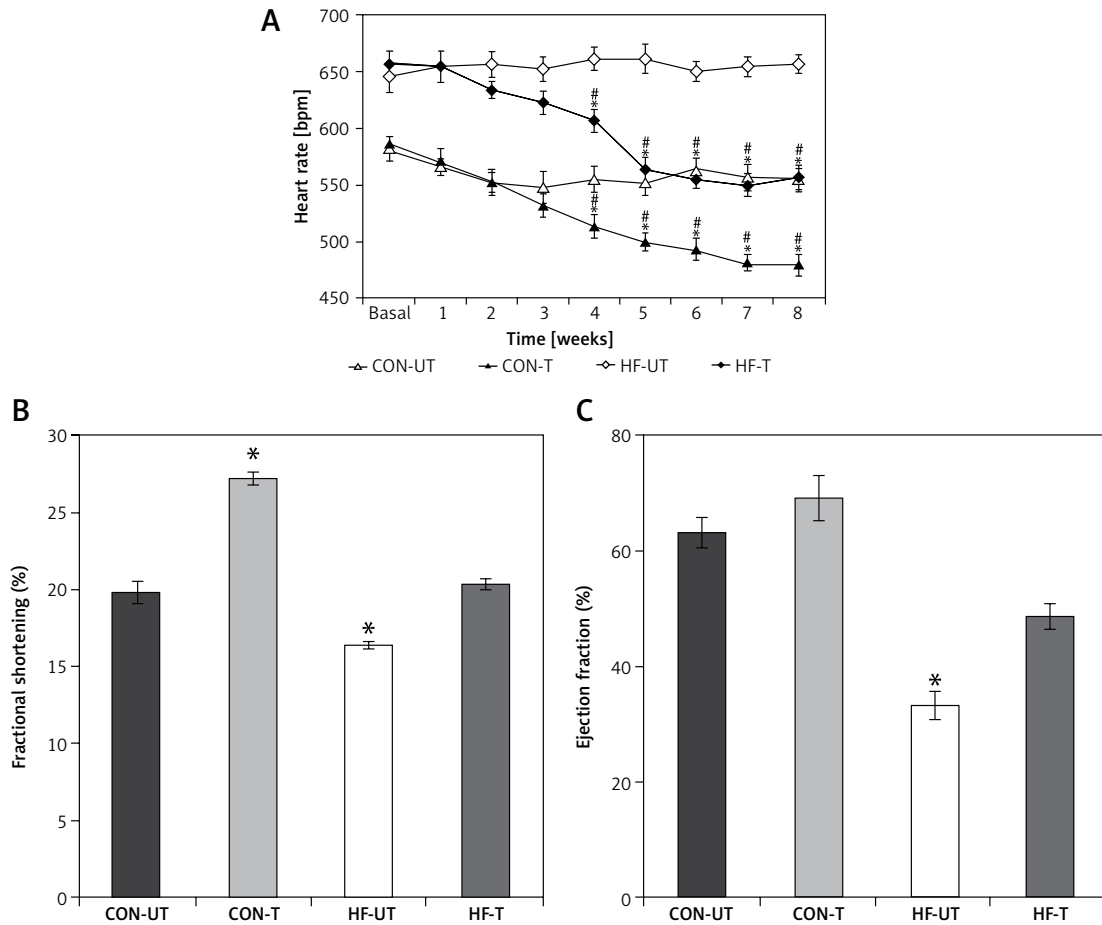 A
Heart rate [bpm]
700
650
600
550
500
450
# # # # #
* * * * *
# # # # #
* * * * *
Basal 1 2 3 4 5 6 7 8
Time [weeks]
CON-UT CON-T HF-UT HF-T
B
Fractional shortening (%)
30
25
20
15
10
5
0
*
*
CON-UT CON-T HF-UT HF-T
C
Ejection fraction (%)
80
60
40
20
0
*
CON-UT CON-T HF-UT HF-T